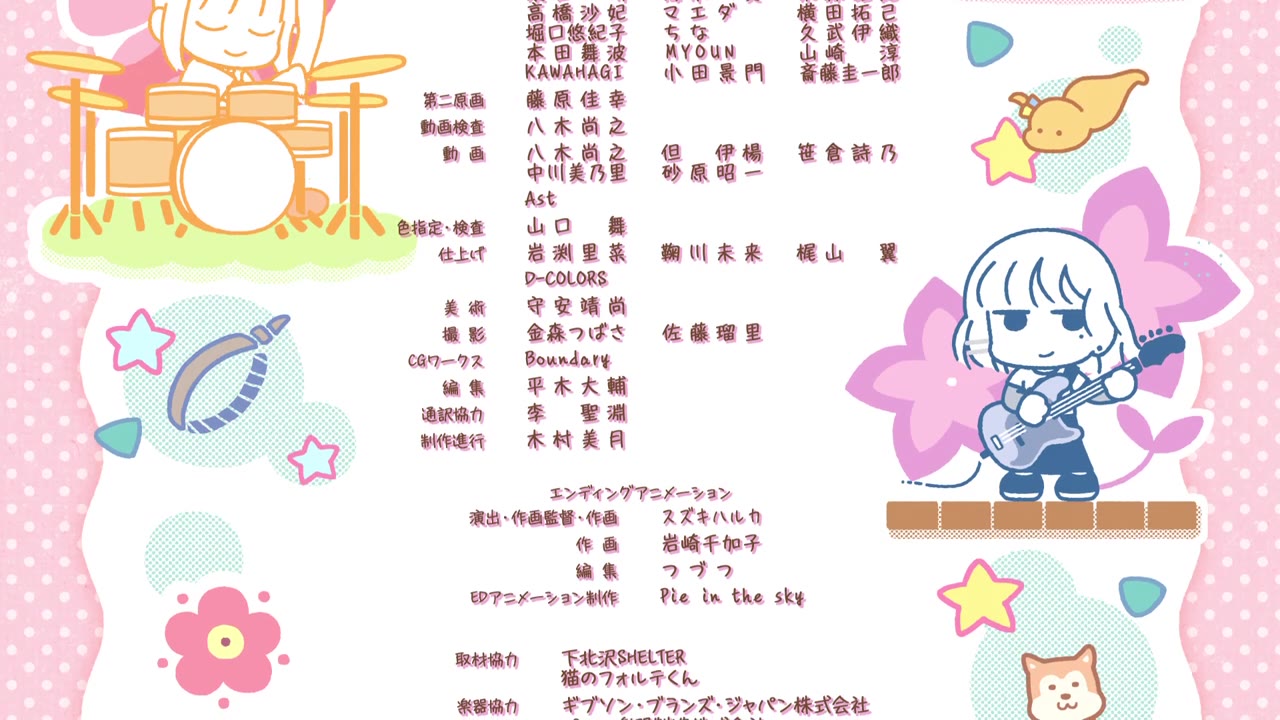 高橋沙妃 マエダ 横田拓己
堀口悠紀子 ちな 久武伊織
本田舞波 MYOUN 山崎淳
KAWAHAGI 小田景門 斎藤圭一郎
第二原画 藤原佳幸
動画検査 八木尚之
動画 八木尚之 但伊楊 笹倉詩乃
中川美乃里 砂原昭一
Ast
色指定・検査 山口舞
仕上げ 岩渕里菜 鞠川未来 梶山翼
D-COLORS
美術 守安靖尚
撮影 金森つばさ 佐藤瑠里
CGワークス Boundary
編集 平木大輔
通訳協力 李聖淵
制作進行 木村美月
エンディングアニメーション
演出・作画監督・作画 スズキハルカ
作画 岩崎千加子
編集 つづつ
EDアニメーション制作 Pie in the sky
取材協力 下北沢SHELTER
猫のフォルテくん
楽器協力 ギブソン・ブランズ・ジャパン株式会社